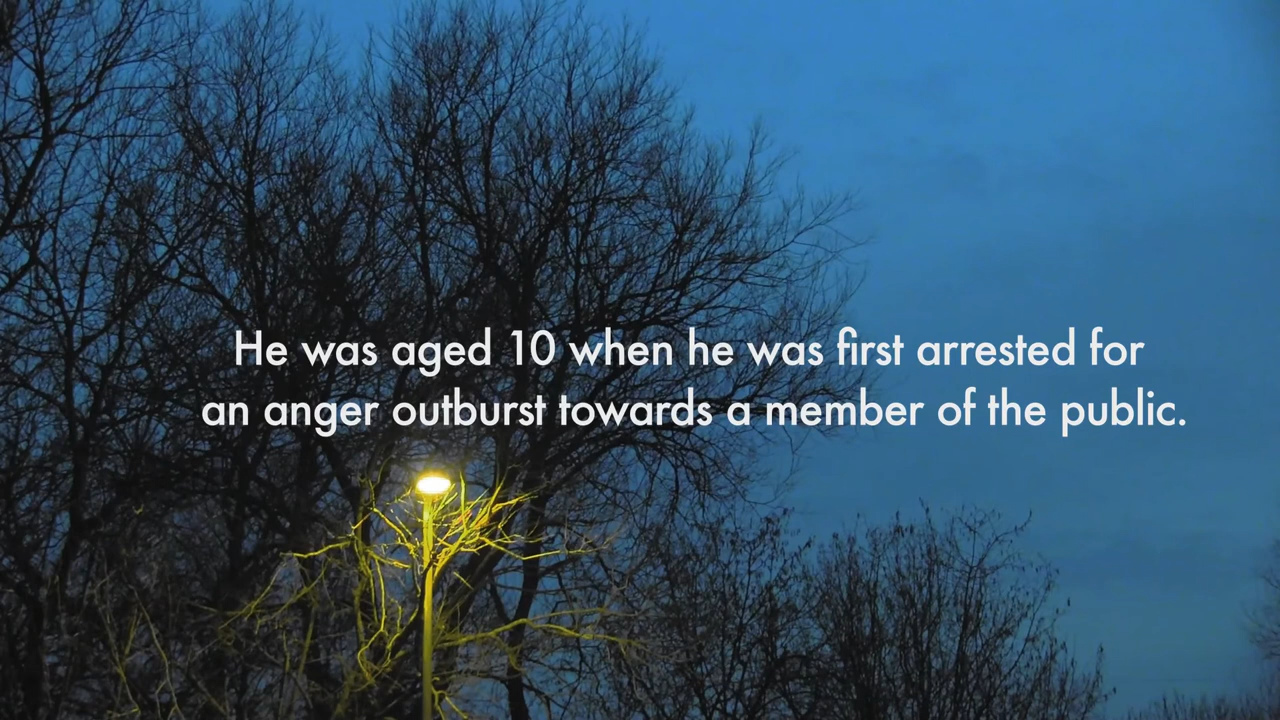 He was aged 10 when he was first arrested for
an anger outburst towards a member of the public.